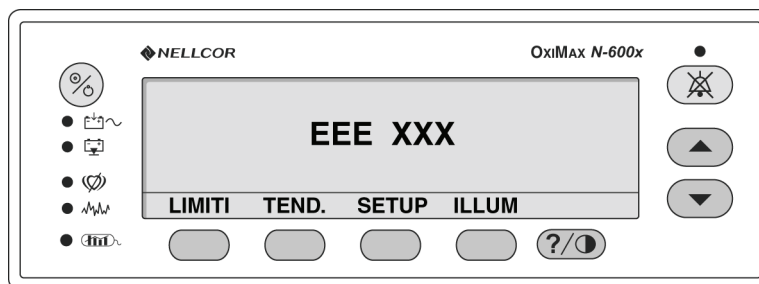 NELLCOR
OXIMAX N-600x
EEE XXX
LIMITI TEND. SETUP ILLUM
?/